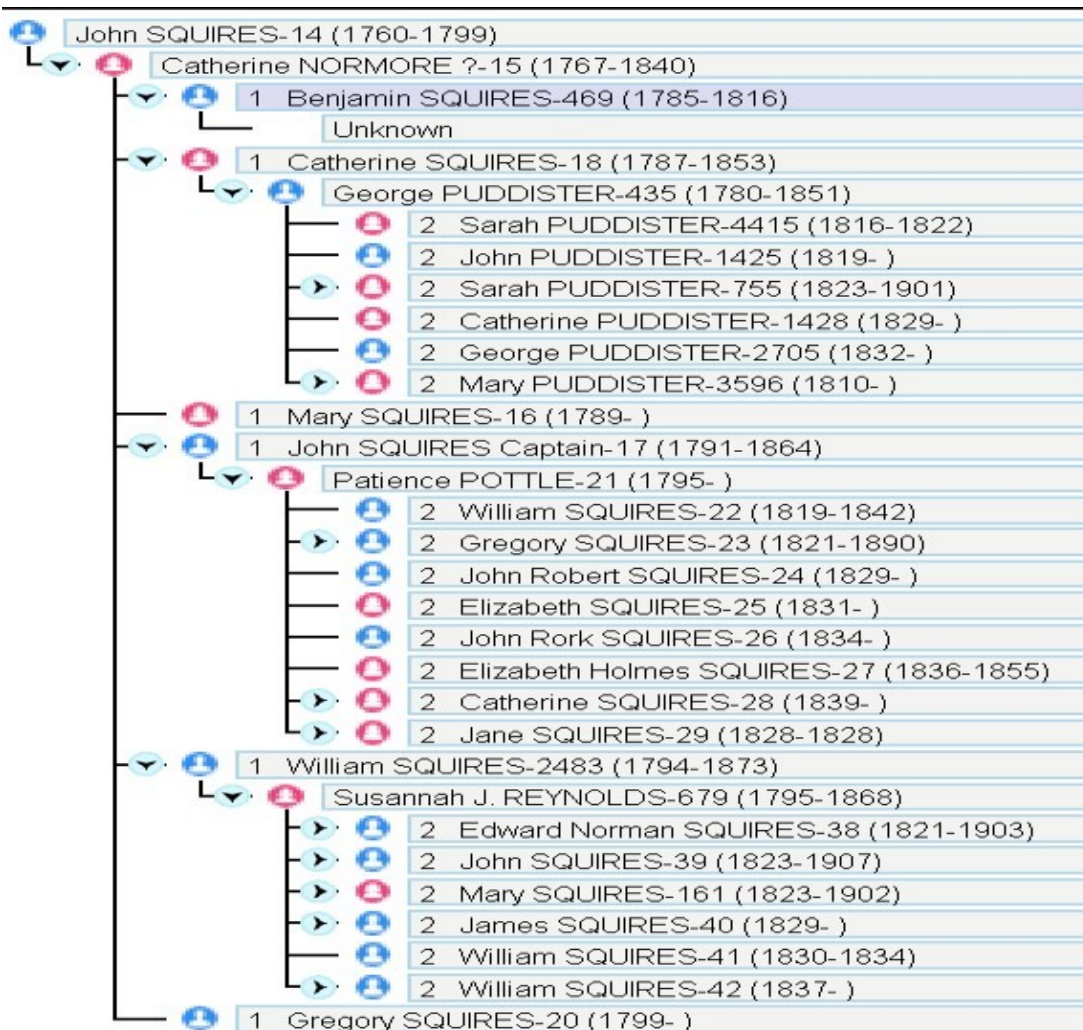 John SQUIRES-14 (1760-1799)
Catherine NORMORE ?-15 (1767-1840)
1 Benjamin SQUIRES-469 (1785-1816)
Unknown
1 Catherine SQUIRES-18 (1787-1853)
George PUDDISTER-435 (1780-1851)
2 Sarah PUDDISTER-4415 (1816-1822)
2 John PUDDISTER-1425 (1819- )
2 Sarah PUDDISTER-755 (1823-1901)
2 Catherine PUDDISTER-1428 (1829- )
2 George PUDDISTER-2705 (1832- )
2 Mary PUDDISTER-3596 (1810- )
1 Mary SQUIRES-16 (1789- )
1 John SQUIRES Captain-17 (1791-1864)
Patience POTTLE-21 (1795- )
2 William SQUIRES-22 (1819-1842)
2 Gregory SQUIRES-23 (1821-1890)
2 John Robert SQUIRES-24 (1829- )
2 Elizabeth SQUIRES-25 (1831- )
2 John Rork SQUIRES-26 (1834- )
2 Elizabeth Holmes SQUIRES-27 (1836-1855)
2 Catherine SQUIRES-28 (1839- )
2 Jane SQUIRES-29 (1828-1828)
1 William SQUIRES-2483 (1794-1873)
Susannah J. REYNOLDS-679 (1795-1868)
2 Edward Norman SQUIRES-38 (1821-1903)
2 John SQUIRES-39 (1823-1907)
2 Mary SQUIRES-161 (1823-1902)
2 James SQUIRES-40 (1829- )
2 William SQUIRES-41 (1830-1834)
2 William SQUIRES-42 (1837- )
1 Gregory SQUIRES-20 (1799- )